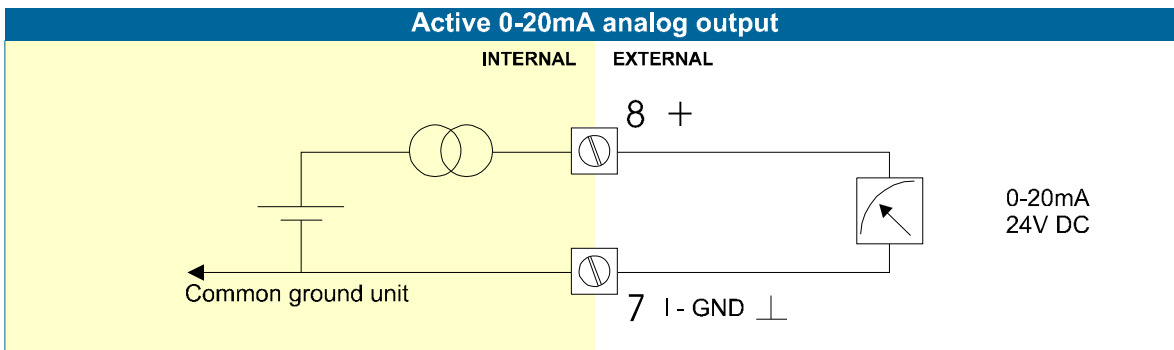 Active 0-20mA analog output
INTERNAL EXTERNAL
8 +
0-20mA
24V DC
Common ground unit
7 I - GND ⊥